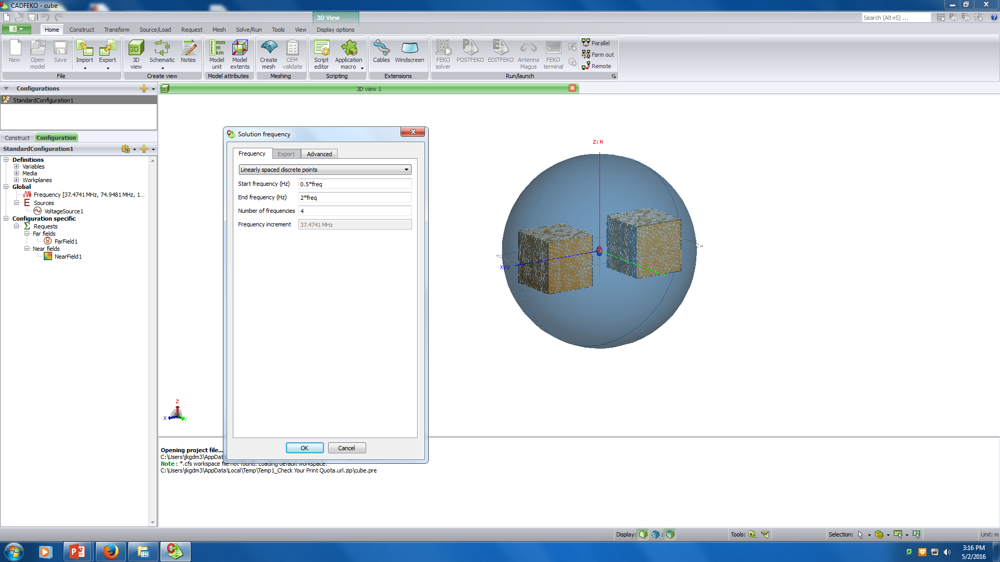 CADFEKO - cube
3D View
Search (Alt+S) ...
Home Construct Transform Source/Load Request Mesh Solve/Run Tools View Display options
New
Open model
Save
Import
Export
3D view
Schematic
Notes
Model unit
Model extents
Create mesh
CEM validate
Script editor
Application macro
Cables
Windscreen
FEKO solver
POSTFEKO
EDITFEKO
Antenna Magus
FEKO terminal
Parallel
Farm out
Remote
File
Create view
Model attributes
Meshing
Scripting
Extensions
Run/launch
Configurations
StandardConfiguration1
3D view 1
Construct Configuration
StandardConfiguration1
Definitions
Variables
Media
Workplanes
Global
Frequency [37.4741 MHz, 74.9481 MHz, 1...
Sources
VoltageSource1
Configuration specific
Requests
Far fields
FarField1
Near fields
NearField1
Solution frequency
Frequency Export Advanced
Linearly spaced discrete points
Start frequency (Hz) 0.5*freq
End frequency (Hz) 2*freq
Number of frequencies 4
Frequency increment 37.4741 MHz
OK Cancel
Z/N
X/U
Z
X
Y
Opening project file...
C:\Users\jkgdm3\AppDat
Note : *.cfs workspace file not found. Loading default workspace.
C:\Users\jkgdm3\AppData\Local\Temp\Temp1_Check Your Print Quota.url.zip\cube.pre
Display: Tools: Selection: Unit: m
3:16 PM
5/2/2016